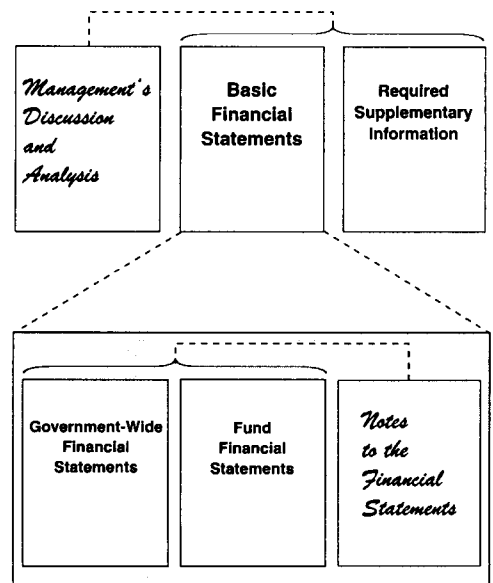 Management's
Discussion
and
Analysis
Basic
Financial
Statements
Required
Supplementary
Information
Government-Wide
Financial
Statements
Fund
Financial
Statements
Notes
to the
Financial
Statements